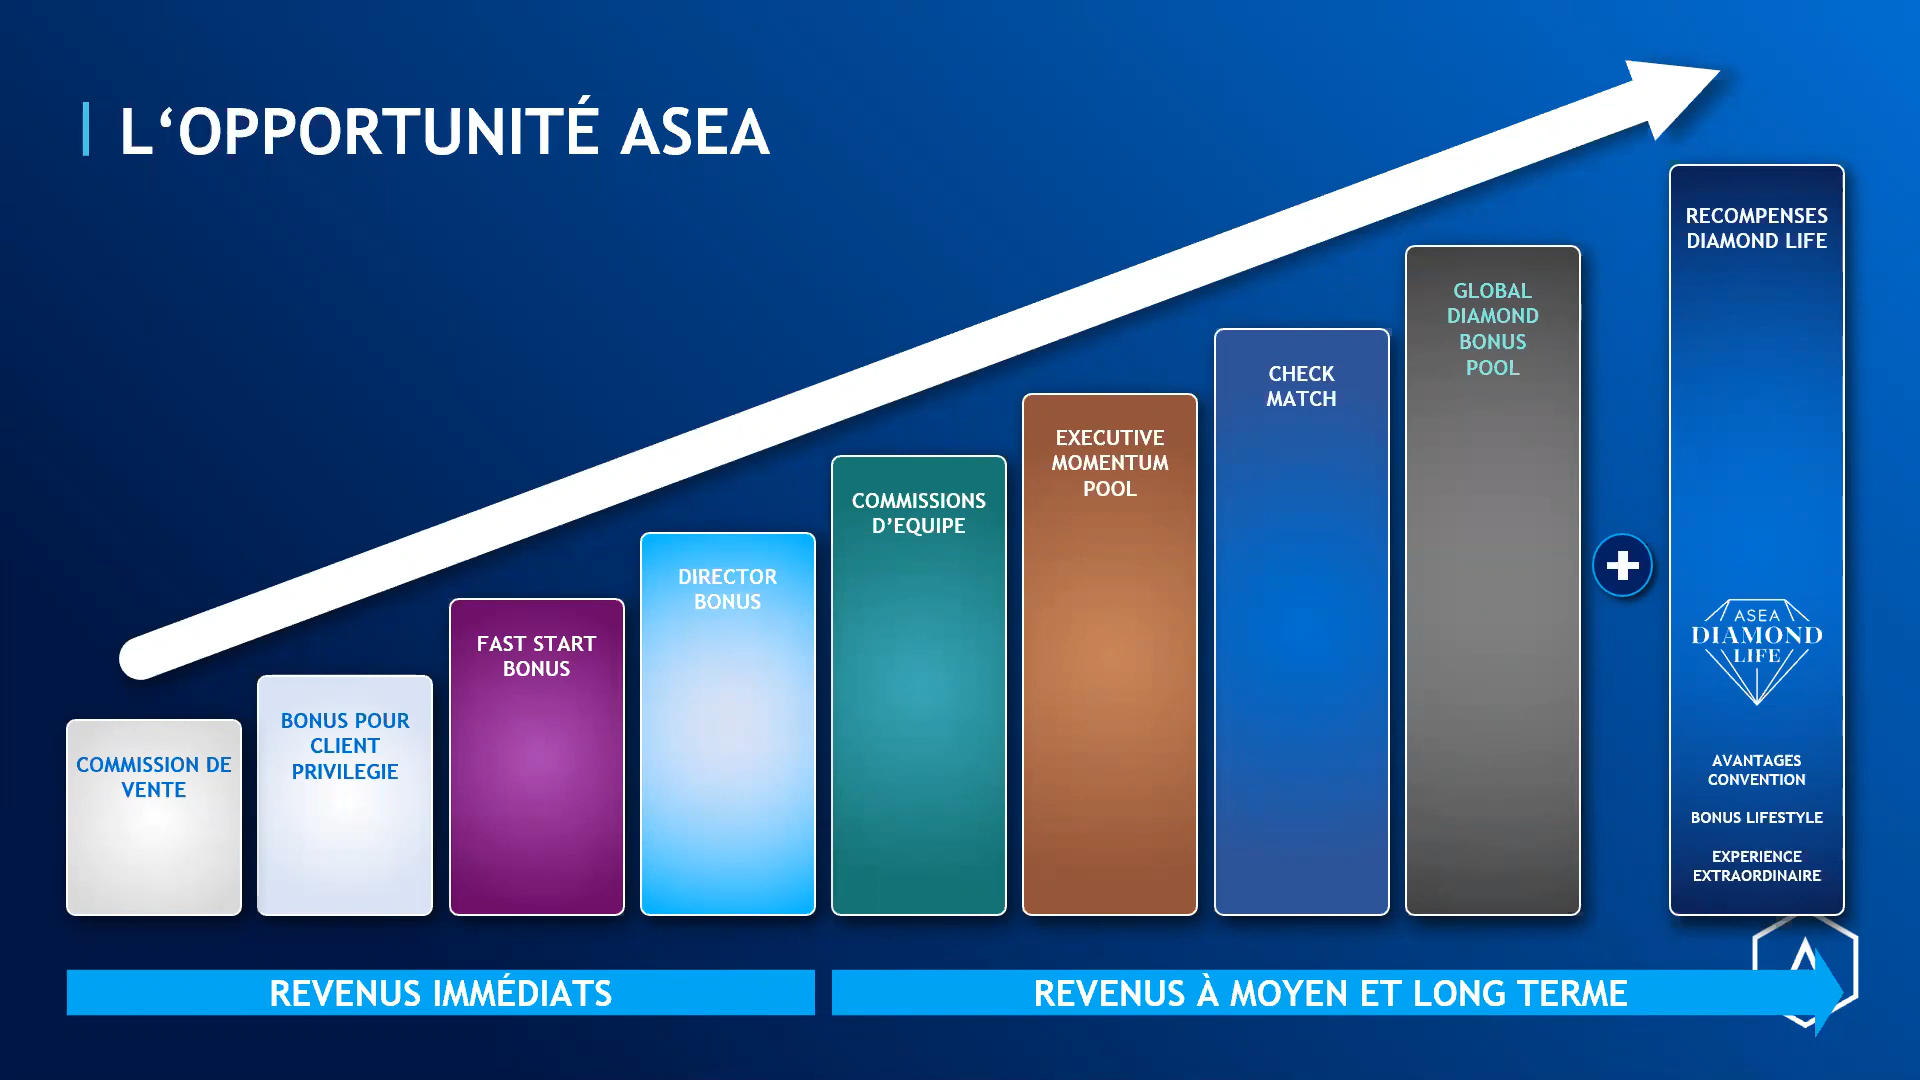 L‘OPPORTUNITÉ ASEA
COMMISSION DE
VENTE
BONUS POUR
CLIENT
PRIVILEGIE
FAST START
BONUS
DIRECTOR
BONUS
COMMISSIONS
D’EQUIPE
EXECUTIVE
MOMENTUM
POOL
CHECK
MATCH
GLOBAL
DIAMOND
BONUS
POOL
RECOMPENSES
DIAMOND LIFE
ASEA
DIAMOND
LIFE
AVANTAGES
CONVENTION
BONUS LIFESTYLE
EXPERIENCE
EXTRAORDINAIRE
REVENUS IMMÉDIATS
REVENUS À MOYEN ET LONG TERME